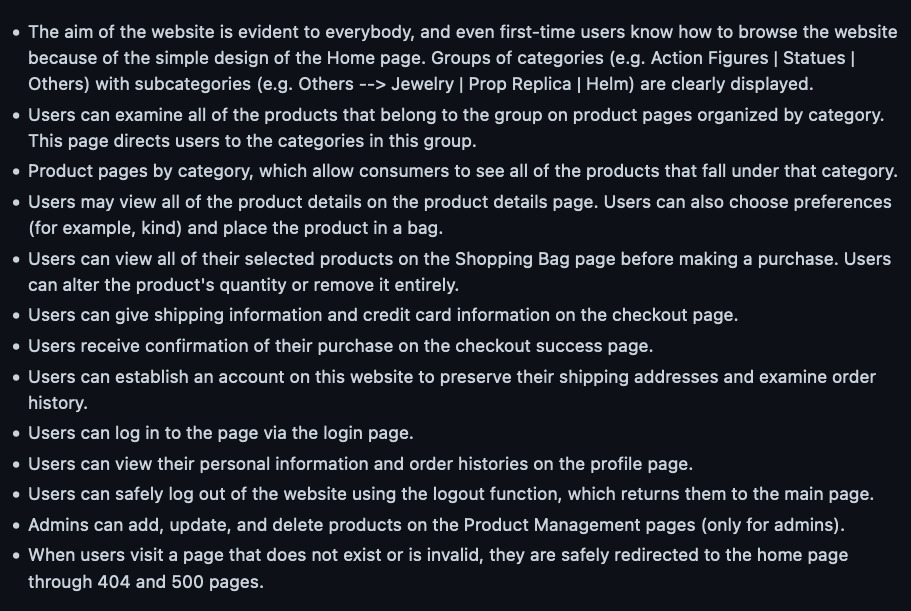 • The aim of the website is evident to everybody, and even first-time users know how to browse the website
because of the simple design of the Home page. Groups of categories (e.g. Action Figures | Statues |
Others) with subcategories (e.g. Others --> Jewelry | Prop Replica | Helm) are clearly displayed.
• Users can examine all of the products that belong to the group on product pages organized by category.
This page directs users to the categories in this group.
• Product pages by category, which allow consumers to see all of the products that fall under that category.
• Users may view all of the product details on the product details page. Users can also choose preferences
(for example, kind) and place the product in a bag.
• Users can view all of their selected products on the Shopping Bag page before making a purchase. Users
can alter the product's quantity or remove it entirely.
• Users can give shipping information and credit card information on the checkout page.
• Users receive confirmation of their purchase on the checkout success page.
• Users can establish an account on this website to preserve their shipping addresses and examine order
history.
• Users can log in to the page via the login page.
• Users can view their personal information and order histories on the profile page.
• Users can safely log out of the website using the logout function, which returns them to the main page.
• Admins can add, update, and delete products on the Product Management pages (only for admins).
• When users visit a page that does not exist or is invalid, they are safely redirected to the home page
through 404 and 500 pages.